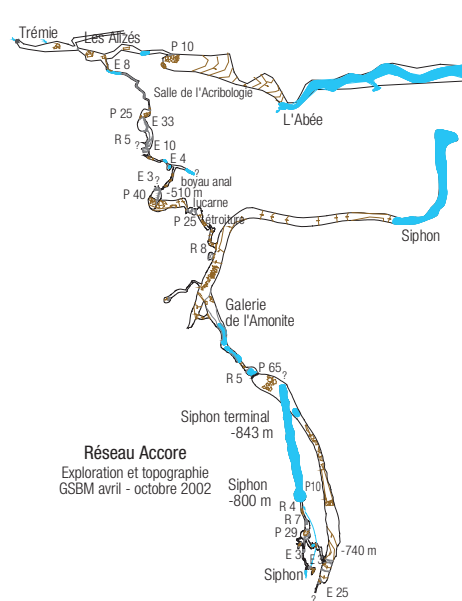 Trémie
Les Alizés
P 10
E 8
Salle de l'Acribologie
L'Abée
P 25
E 33
R 5
?
E 10
E 4
?
boyau anal
E 3
?
-510 m
P 40
lucarne
P 25
étroiture
Siphon
R 8
Galerie
de l'Amonite
P 65
?
R 5
Siphon terminal
-843 m
Réseau Accore
Exploration et topographie
GSBM avril - octobre 2002
Siphon
-800 m
P10
R 4
R 7
P 29
-740 m
E 3
E 3
Siphon
E 25
?